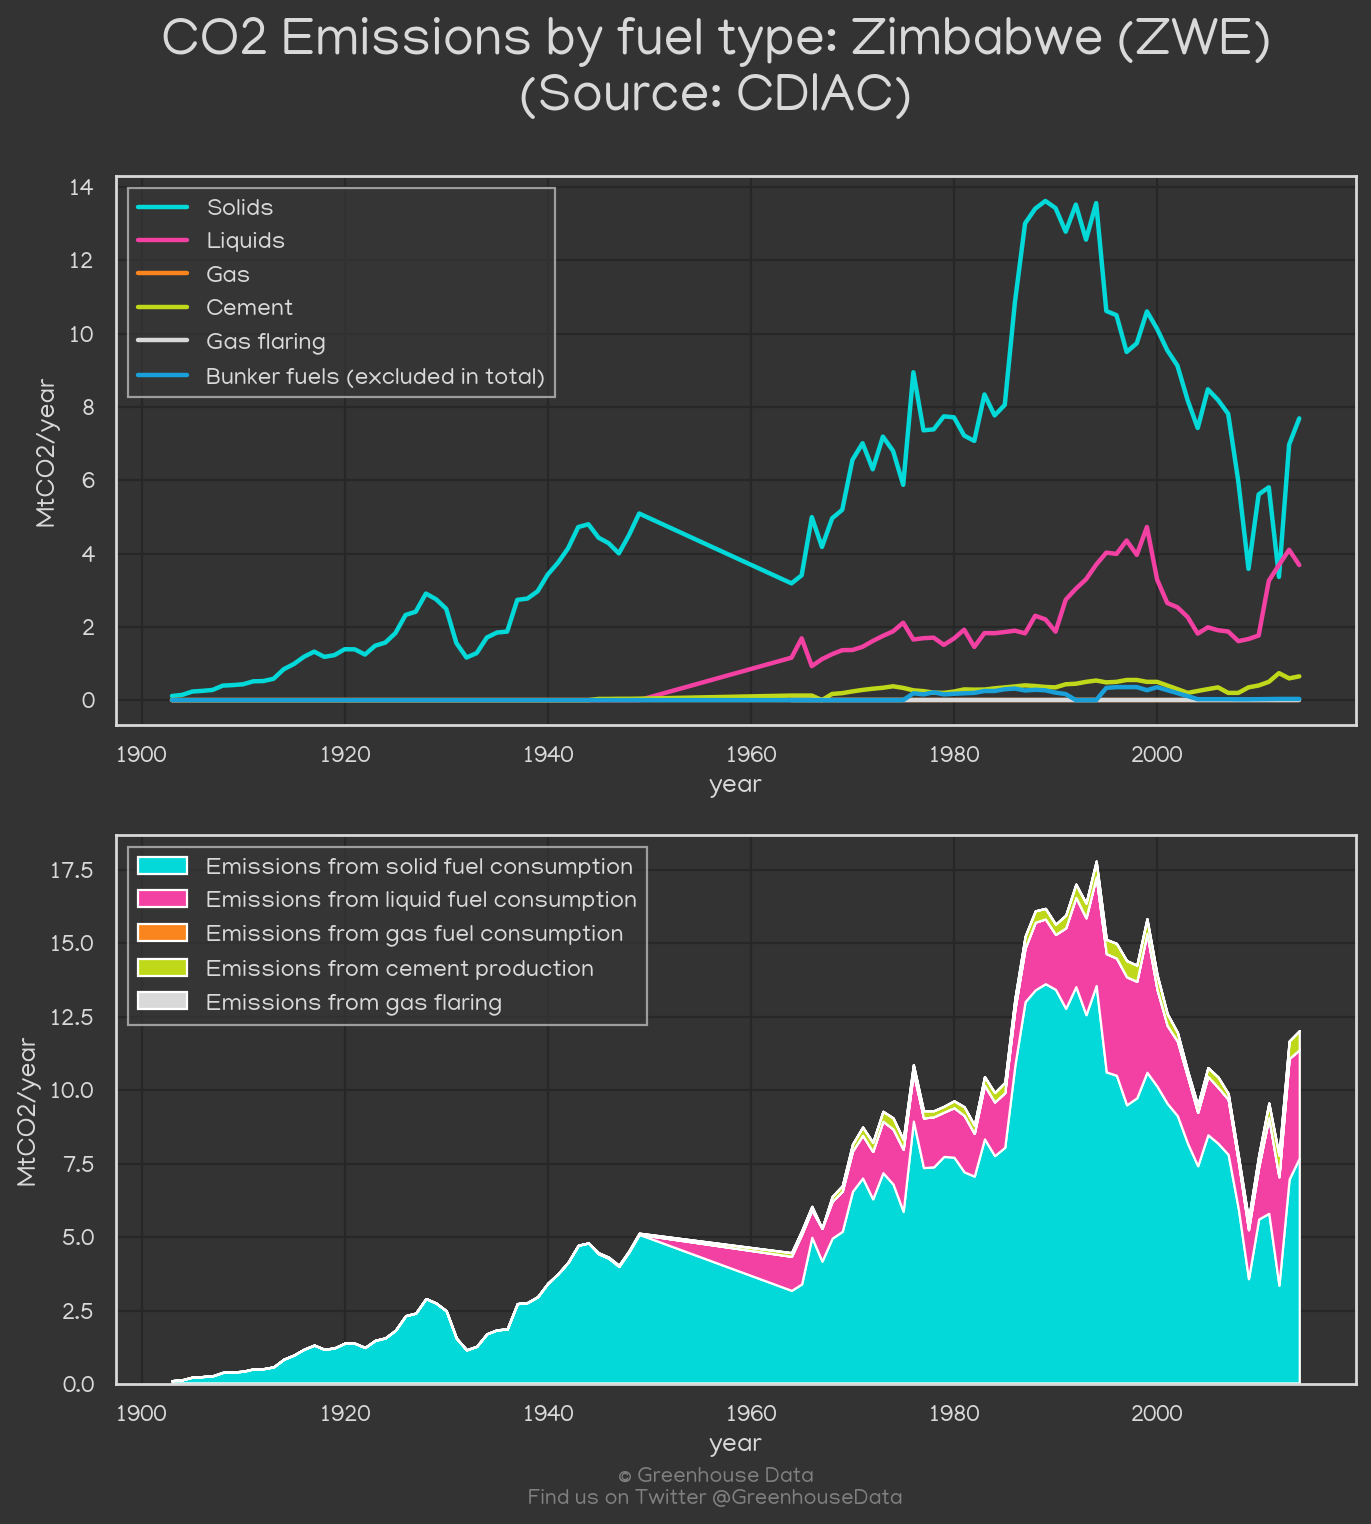 CO2 Emissions by fuel type: Zimbabwe (ZWE)
(Source: CDIAC)
14
12
10
8
6
4
2
0
MtCO2/year
Solids
Liquids
Gas
Cement
Gas flaring
Bunker fuels (excluded in total)
1900 1920 1940 1960 1980 2000
year
17.5
15.0
12.5
10.0
7.5
5.0
2.5
0.0
MtCO2/year
Emissions from solid fuel consumption
Emissions from liquid fuel consumption
Emissions from gas fuel consumption
Emissions from cement production
Emissions from gas flaring
1900 1920 1940 1960 1980 2000
year
© Greenhouse Data
Find us on Twitter @GreenhouseData